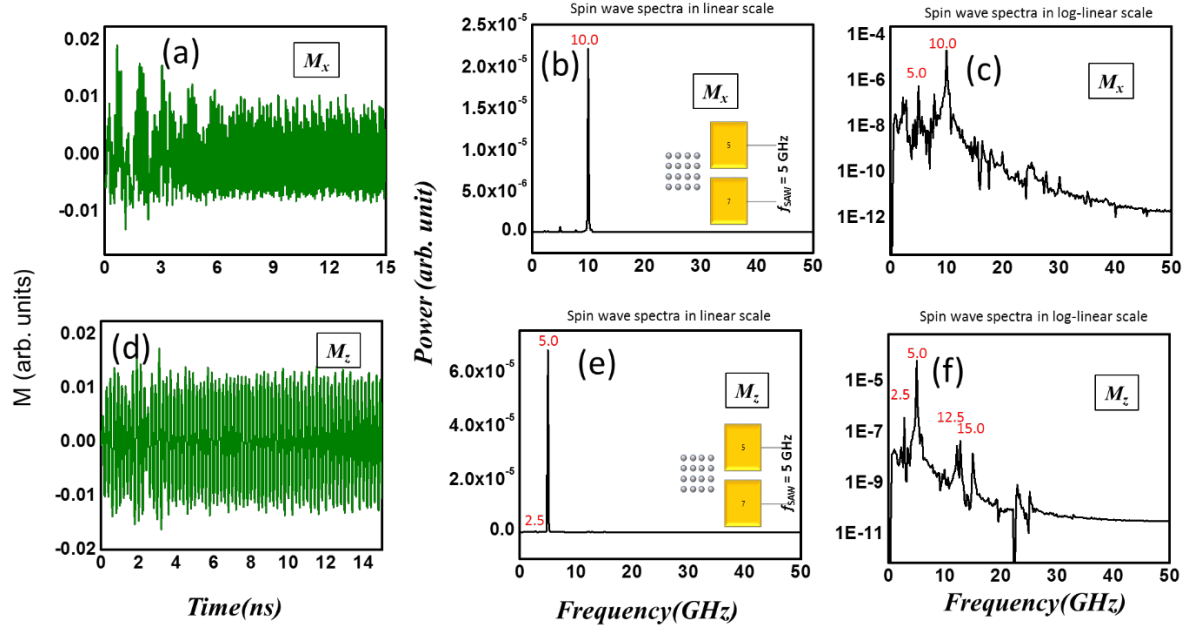 Spin wave spectra in linear scale
Spin wave spectra in log-linear scale
0.02
0.01
0.00
-0.01
(a)
Mx
0 3 6 9 12 15
2.5x10-5
2.0x10-5
1.5x10-5
1.0x10-5
5.0x10-6
0.0
10.0
(b)
Mx
5
7
fSAW = 5 GHz
0 10 20 30 40 50
1E-4
1E-6
1E-8
1E-10
1E-12
5.0
10.0
(c)
Mx
0 10 20 30 40 50
M (arb. units)
Power (arb. unit)
Spin wave spectra in linear scale
Spin wave spectra in log-linear scale
0.02
0.01
0.00
-0.01
-0.02
(d)
Mz
0 2 4 6 8 10 12 14
Time(ns)
6.0x10-5
4.0x10-5
2.0x10-5
0.0
2.5
5.0
(e)
Mz
5
7
fSAW = 5 GHz
0 10 20 30 40 50
Frequency(GHz)
1E-5
1E-7
1E-9
1E-11
2.5
5.0
12.5
15.0
(f)
Mz
0 10 20 30 40 50
Frequency(GHz)